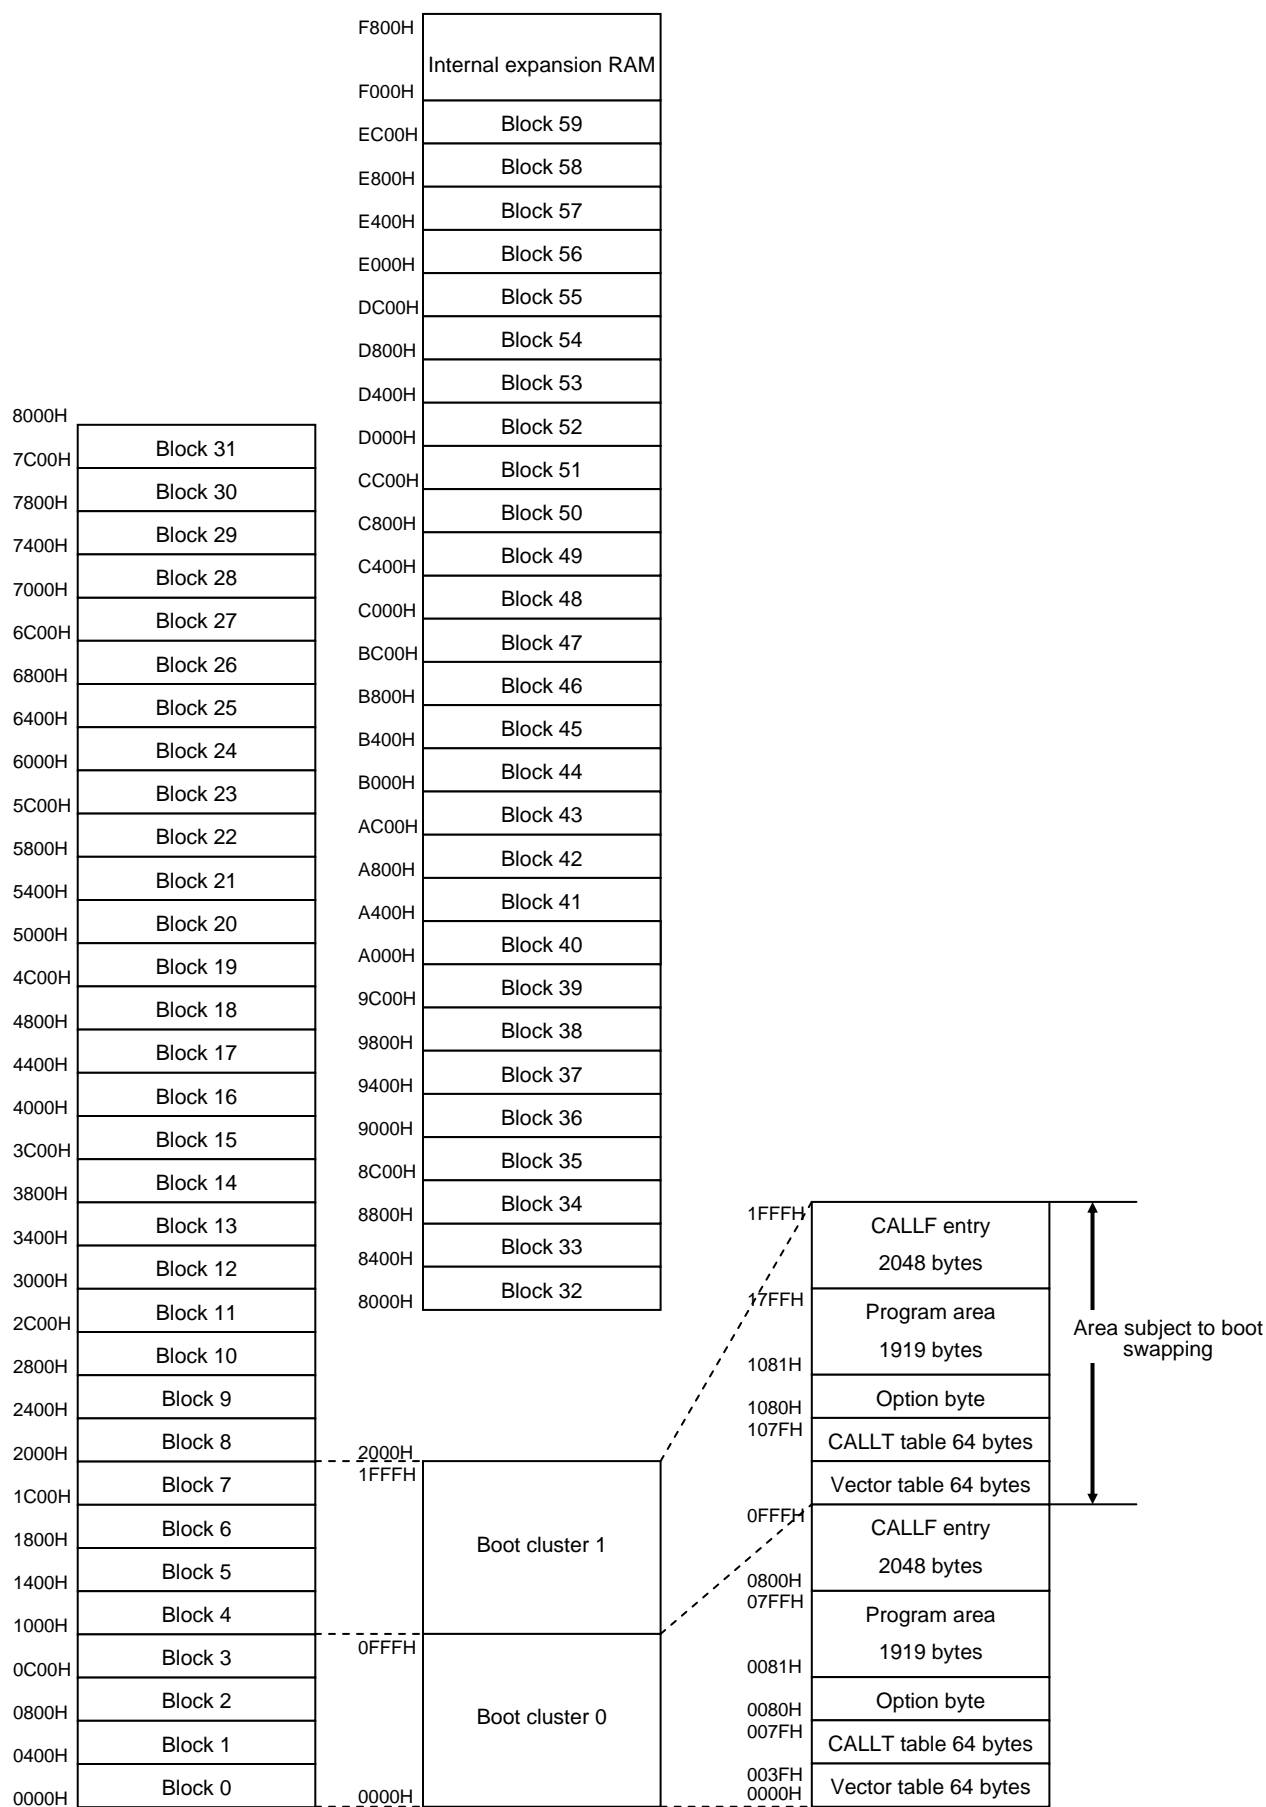 F800H
Internal expansion RAM
F000H
Block 59
EC00H
Block 58
E800H
Block 57
E400H
Block 56
E000H
Block 55
DC00H
Block 54
D800H
Block 53
D400H
Block 52
D000H
Block 51
CC00H
Block 50
C800H
Block 49
C400H
Block 48
C000H
Block 47
BC00H
Block 46
B800H
Block 45
B400H
Block 44
B000H
Block 43
AC00H
Block 42
A800H
Block 41
A400H
Block 40
A000H
Block 39
9C00H
Block 38
9800H
Block 37
9400H
Block 36
9000H
Block 35
8C00H
Block 34
8800H
Block 33
8400H
Block 32
8000H
8000H
Block 31
7C00H
Block 30
7800H
Block 29
7400H
Block 28
7000H
Block 27
6C00H
Block 26
6800H
Block 25
6400H
Block 24
6000H
Block 23
5C00H
Block 22
5800H
Block 21
5400H
Block 20
5000H
Block 19
4C00H
Block 18
4800H
Block 17
4400H
Block 16
4000H
Block 15
3C00H
Block 14
3800H
Block 13
3400H
Block 12
3000H
Block 11
2C00H
Block 10
2800H
Block 9
2400H
Block 8
2000H
Block 7
1C00H
Block 6
1800H
Block 5
1400H
Block 4
1000H
Block 3
0C00H
Block 2
0800H
Block 1
0400H
Block 0
0000H
2000H
1FFFH
Boot cluster 1
0FFFH
Boot cluster 0
0000H
1FFFH
CALLF entry
2048 bytes
17FFH
Program area
1919 bytes
1081H
Option byte
1080H
107FH
CALLT table 64 bytes
Vector table 64 bytes
0FFFH
CALLF entry
2048 bytes
0800H
07FFH
Program area
1919 bytes
0081H
Option byte
0080H
007FH
CALLT table 64 bytes
003FH
Vector table 64 bytes
0000H
Area subject to boot
swapping